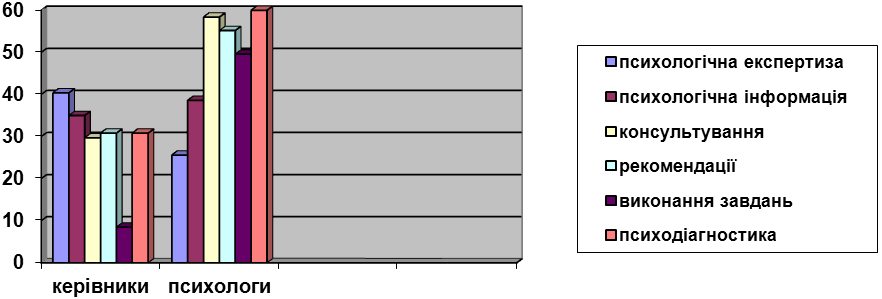 60
50
40
30
20
10
0
керівники
психологи
психологічна експертиза
психологічна інформація
консультування
рекомендації
виконання завдань
психодіагностика